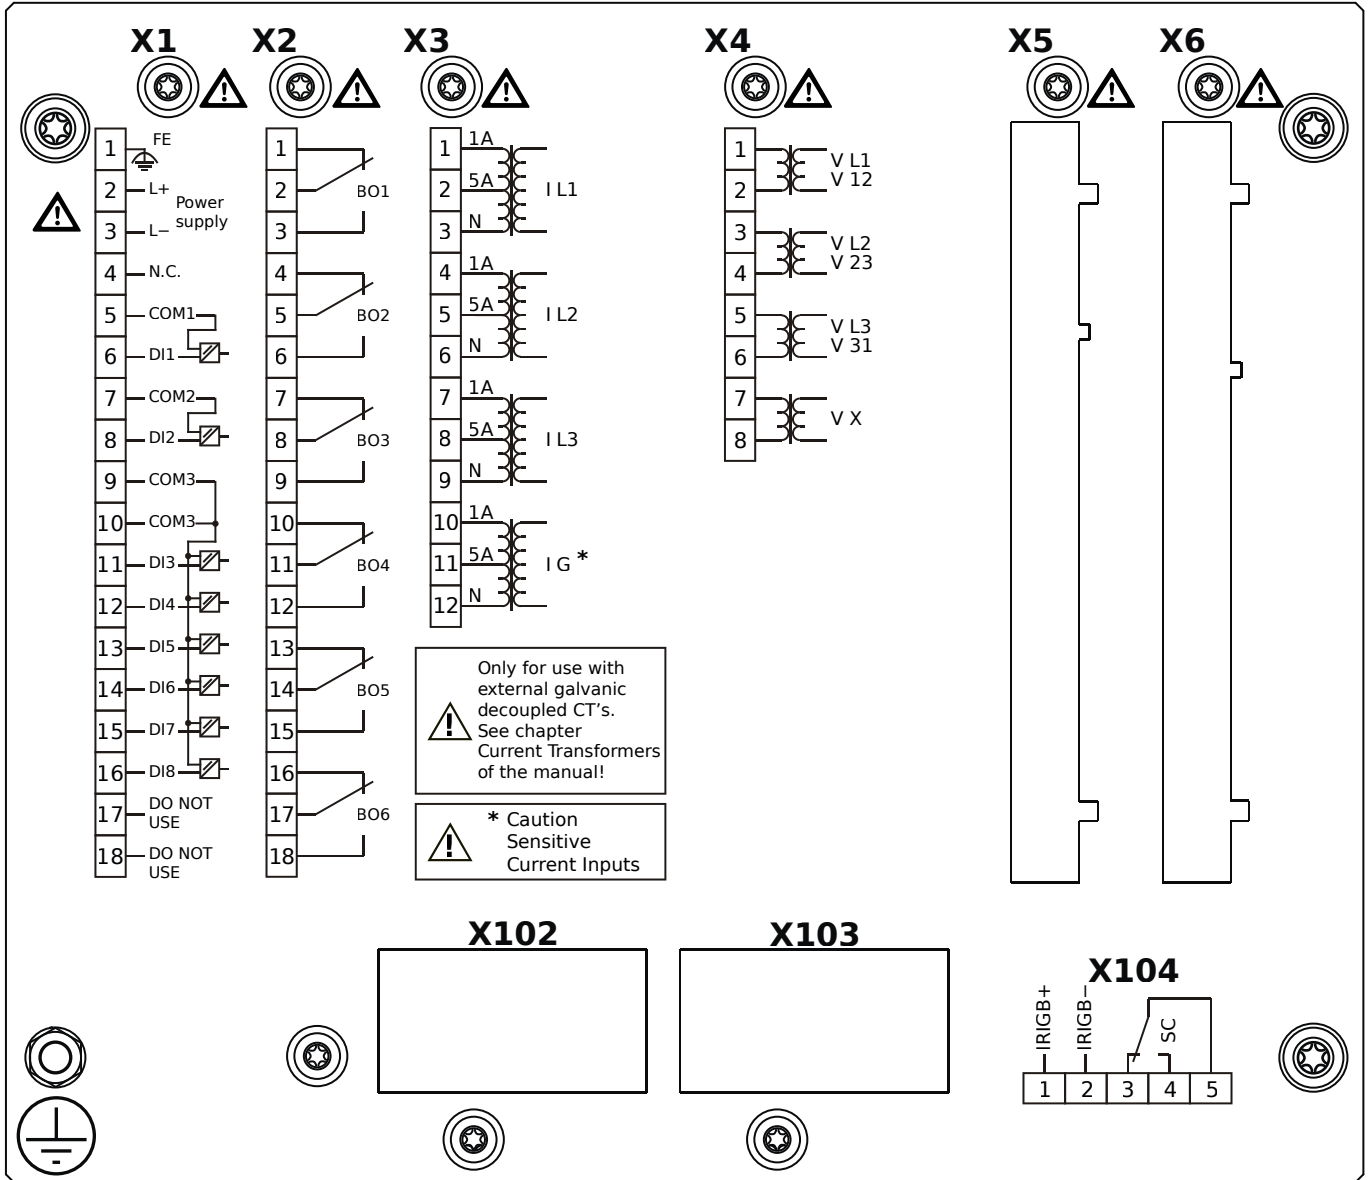 X1 X2 X3 X4 X5 X6
1 FE
2 L+ Power
3 L− supply
4 N.C.
5 COM1
6 DI1
7 COM2
8 DI2
9 COM3
10 COM3
11 DI3
12 DI4
13 DI5
14 DI6
15 DI7
16 DI8
17 DO NOT
USE
18 DO NOT
USE
1
2 BO1
3
4
5 BO2
6
7
8 BO3
9
10
11 BO4
12
13
14 BO5
15
16
17 BO6
18
1 1A
2 5A I L1
3 N
4 1A
5 5A I L2
6 N
7 1A
8 5A I L3
9 N
10 1A
11 5A I G *
12 N
Only for use with
external galvanic
decoupled CT's.
See chapter
Current Transformers
of the manual!
* Caution
Sensitive
Current Inputs
1 V L1
2 V 12
3 V L2
4 V 23
5 V L3
6 V 31
7 V X
8
X102
X103
X104
IRIGB+
IRIGB−
SC
1 2 3 4 5